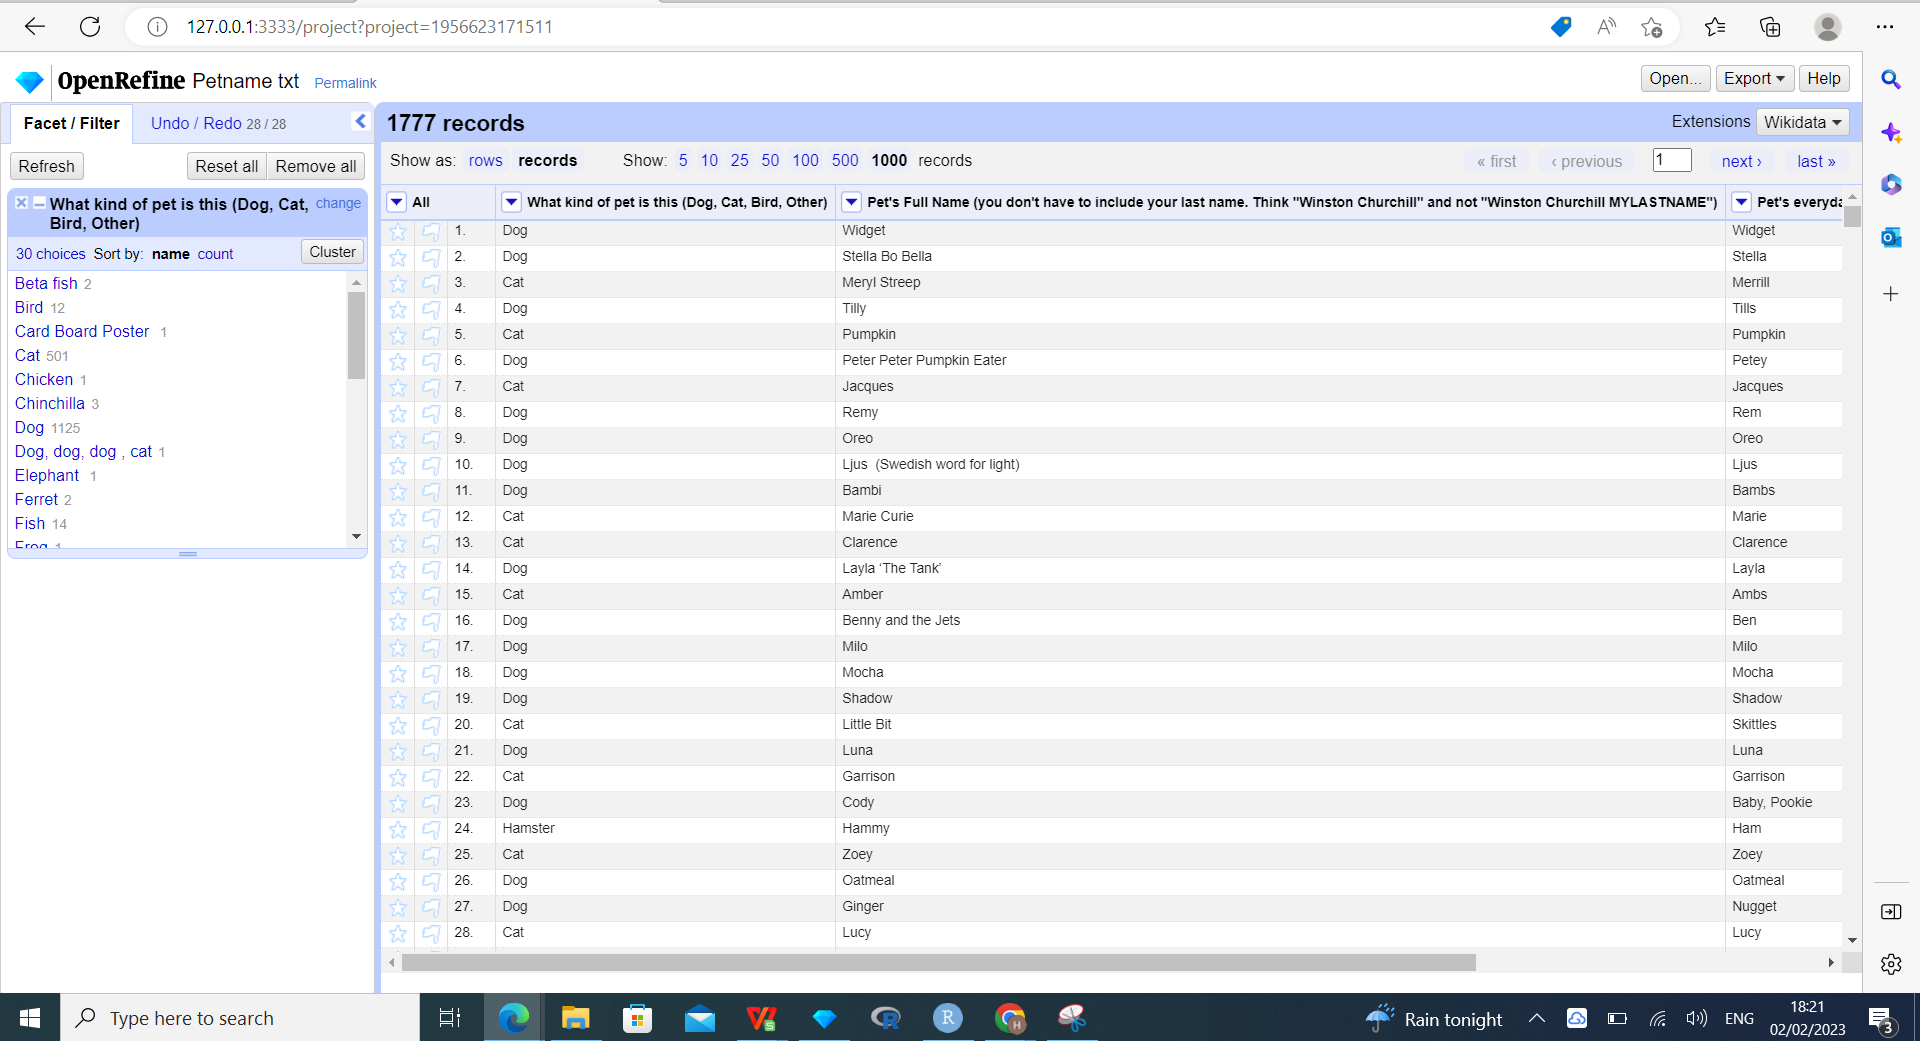 127.0.0.1:3333/project?project=1956623171511
OpenRefine Petname txt Permalink
Open... Export Help
Facet / Filter Undo / Redo 28 / 28
1777 records
Extensions Wikidata
Refresh Reset all Remove all
Show as: rows records Show: 5 10 25 50 100 500 1000 records
« first ‹ previous 1 next › last »
What kind of pet is this (Dog, Cat, Bird, Other) change
30 choices Sort by: name count Cluster
Beta fish 2
Bird 12
Card Board Poster 1
Cat 501
Chicken 1
Chinchilla 3
Dog 1125
Dog, dog, dog , cat 1
Elephant 1
Ferret 2
Fish 14
Frog 1
All What kind of pet is this (Dog, Cat, Bird, Other) Pet's Full Name (you don't have to include your last name. Think "Winston Churchill" and not "Winston Churchill MYLASTNAME") Pet's everyda
1. Dog Widget Widget
2. Dog Stella Bo Bella Stella
3. Cat Meryl Streep Merrill
4. Dog Tilly Tills
5. Cat Pumpkin Pumpkin
6. Dog Peter Peter Pumpkin Eater Petey
7. Cat Jacques Jacques
8. Dog Remy Rem
9. Dog Oreo Oreo
10. Dog Ljus  (Swedish word for light) Ljus
11. Dog Bambi Bambs
12. Cat Marie Curie Marie
13. Cat Clarence Clarence
14. Dog Layla ‘The Tank’ Layla
15. Cat Amber Ambs
16. Dog Benny and the Jets Ben
17. Dog Milo Milo
18. Dog Mocha Mocha
19. Dog Shadow Shadow
20. Cat Little Bit Skittles
21. Dog Luna Luna
22. Cat Garrison Garrison
23. Dog Cody Baby, Pookie
24. Hamster Hammy Ham
25. Cat Zoey Zoey
26. Dog Oatmeal Oatmeal
27. Dog Ginger Nugget
28. Cat Lucy Lucy
Type here to search
Rain tonight ENG 18:21
02/02/2023 3